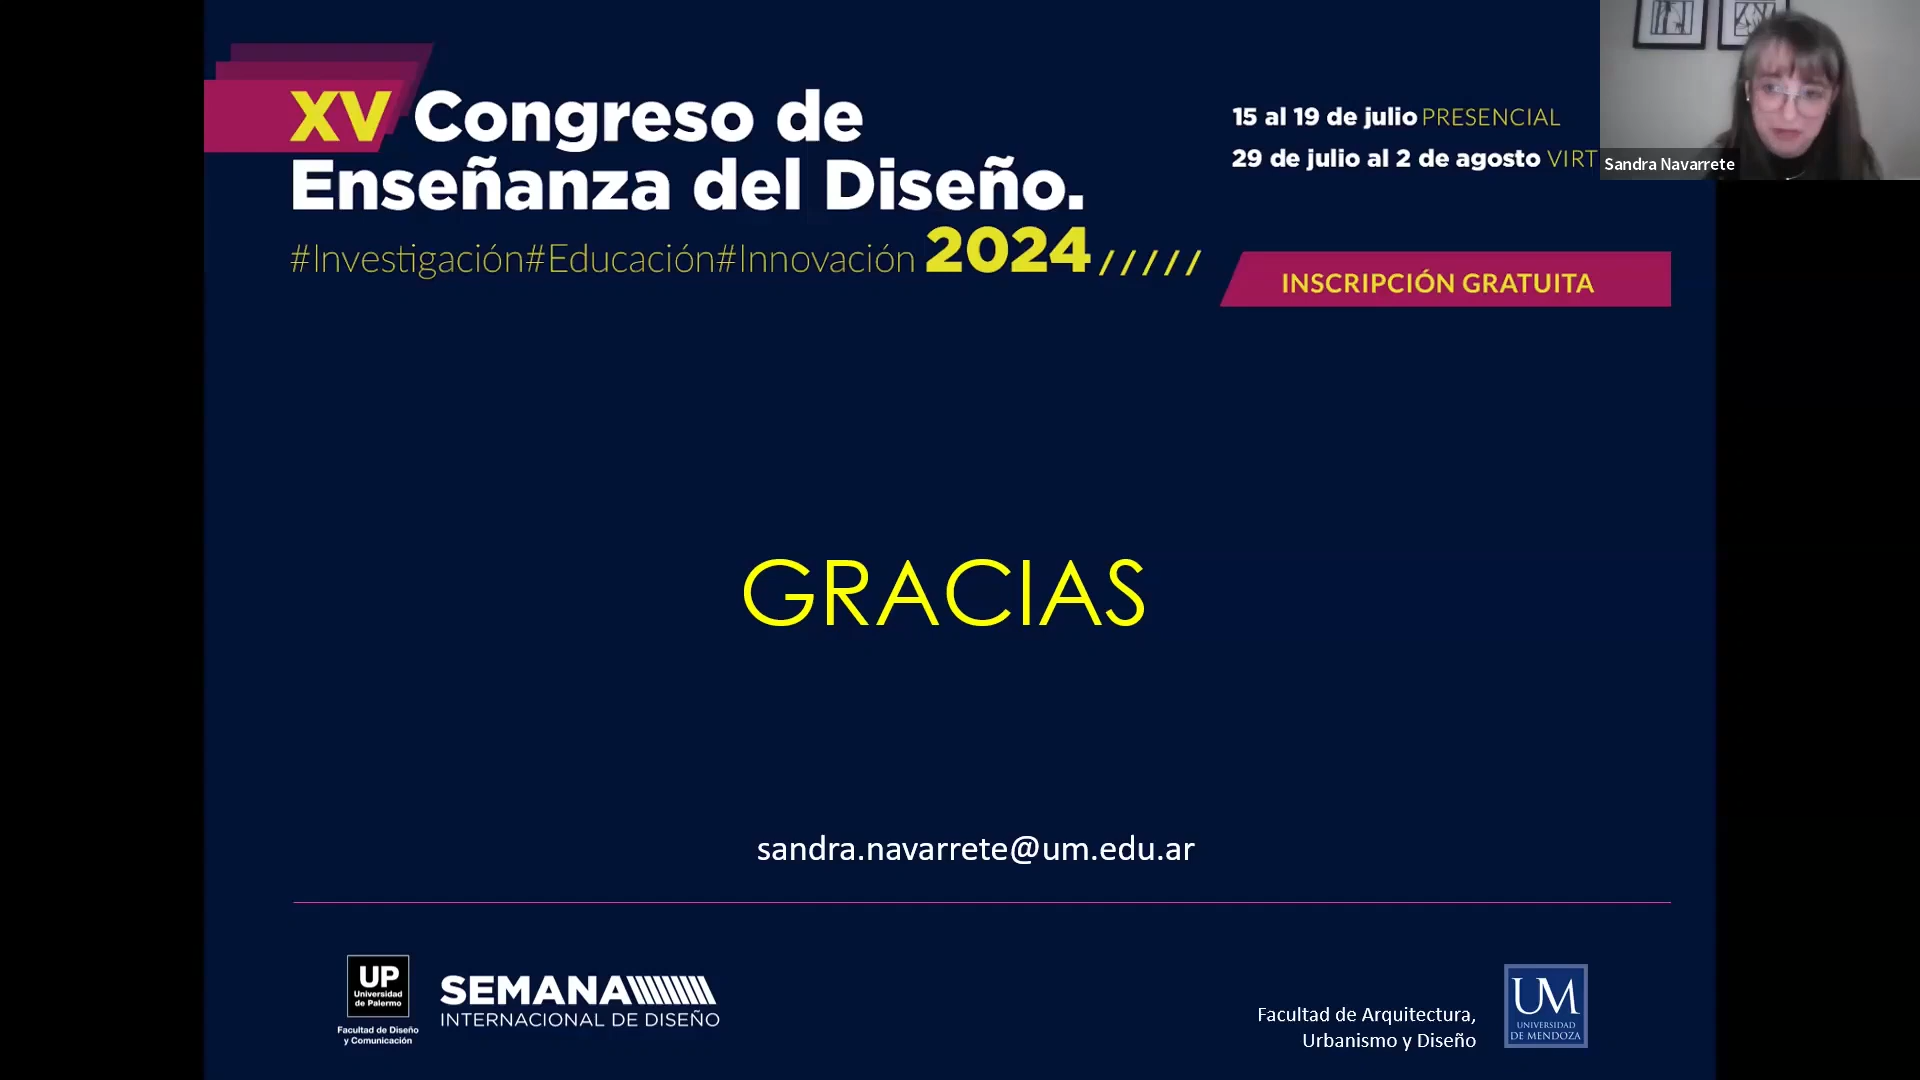 XV Congreso de
Enseñanza del Diseño.
#Investigación#Educación#Innovación 2024 /////
15 al 19 de julio PRESENCIAL
29 de julio al 2 de agosto VIRT
Sandra Navarrete
INSCRIPCIÓN GRATUITA
GRACIAS
sandra.navarrete@um.edu.ar
UP
Universidad
de Palermo
Facultad de Diseño
y Comunicación
SEMANA
INTERNACIONAL DE DISEÑO
Facultad de Arquitectura,
Urbanismo y Diseño
UM
UNIVERSIDAD
DE MENDOZA